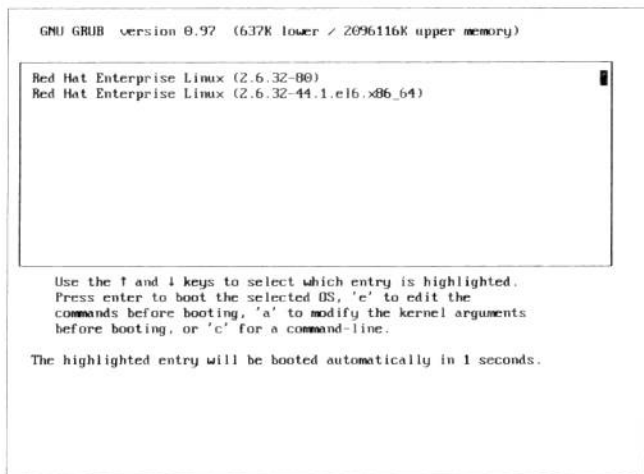 GNU GRUB version 0.97 (637K lower / 2096116K upper memory)
Red Hat Enterprise Linux (2.6.32-80)
Red Hat Enterprise Linux (2.6.32-44.1.el6.x86_64)
Use the ↑ and ↓ keys to select which entry is highlighted.
Press enter to boot the selected OS, 'e' to edit the
commands before booting, 'a' to modify the kernel arguments
before booting, or 'c' for a command-line.
The highlighted entry will be booted automatically in 1 seconds.